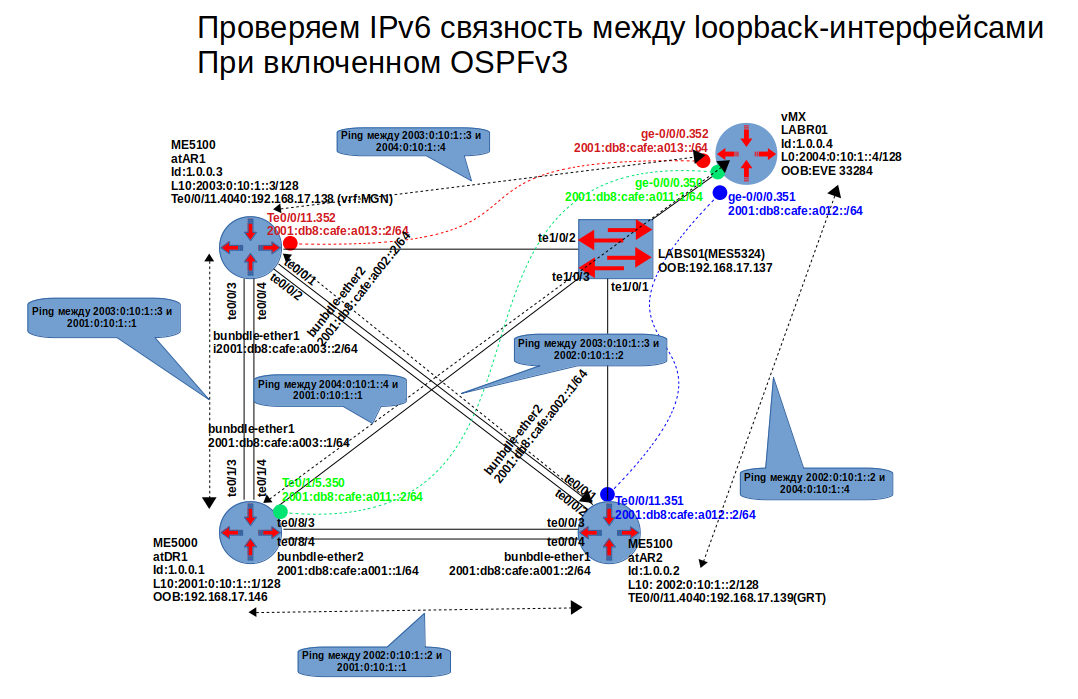 Проверяем IPv6 связность между loopback-интерфейсами
При включенном OSPFv3
vMX
LABR01
Id:1.0.0.4
L0:2004:0:10:1::4/128
OOB:EVE 33284
ge-0/0/0.352
2001:db8:cafe:a013::/64
ge-0/0/0.350
2001:db8:cafe:a011:1/64
ge-0/0/0.351
2001:db8:cafe:a012::/64
Ping между 2003:0:10:1::3 и
2004:0:10:1::4
ME5100
atAR1
Id:1.0.0.3
L10:2003:0:10:1::3/128
Te0/0/11.4040:192.168.17.138 (vrf:MGN)
Te0/0/11.352
2001:db8:cafe:a013::2/64
te1/0/2
te1/0/3
te1/0/1
LABS01(MES5324)
OOB:192.168.17.137
te0/0/1
te0/0/2
te0/0/3
te0/0/4
bunbdle-ether2
2001:db8:cafe:a002::2/64
Ping между 2003:0:10:1::3 и
2001:0:10:1::1
bunbdle-ether1
i2001:db8:cafe:a003::2/64
Ping между 2003:0:10:1::3 и
2002:0:10:1::2
Ping между 2004:0:10:1::4 и
2001:0:10:1::1
bunbdle-ether1
2001:db8:cafe:a003::1/64
bunbdle-ether2
2001:db8:cafe:a002::1/64
te0/1/3
te0/1/4
Te0/1/5.350
2001:db8:cafe:a011::2/64
te0/0/1
te0/0/2
Ping между 2002:0:10:1::2 и
2004:0:10:1::4
Te0/0/11.351
2001:db8:cafe:a012::2/64
te0/8/3
te0/8/4
te0/0/3
te0/0/4
bunbdle-ether2
2001:db8:cafe:a001::1/64
bunbdle-ether1
2001:db8:cafe:a001::2/64
ME5000
atDR1
Id:1.0.0.1
L10:2001:0:10:1::1/128
OOB:192.168.17.146
ME5100
atAR2
Id:1.0.0.2
L10: 2002:0:10:1::2/128
TE0/0/11.4040:192.168.17.139(GRT)
Ping между 2002:0:10:1::2 и
2001:0:10:1::1